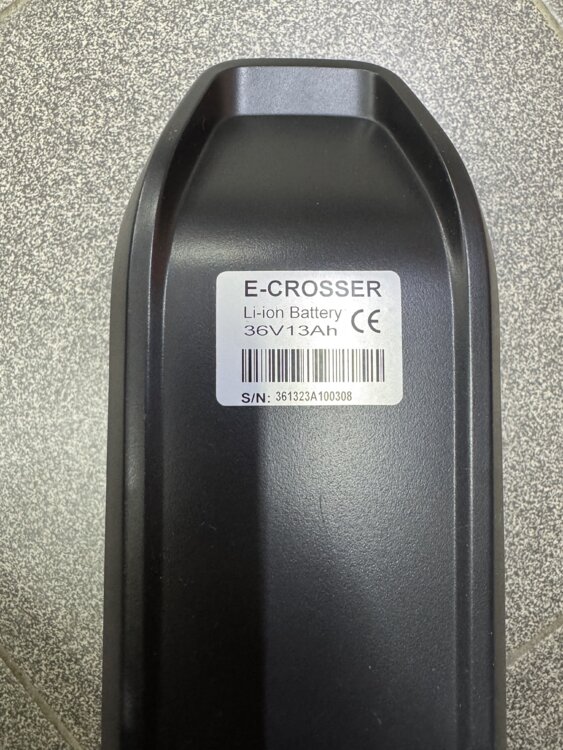 E-CROSSER
Li-ion Battery
36V13Ah CE
S/N: 361323A100308